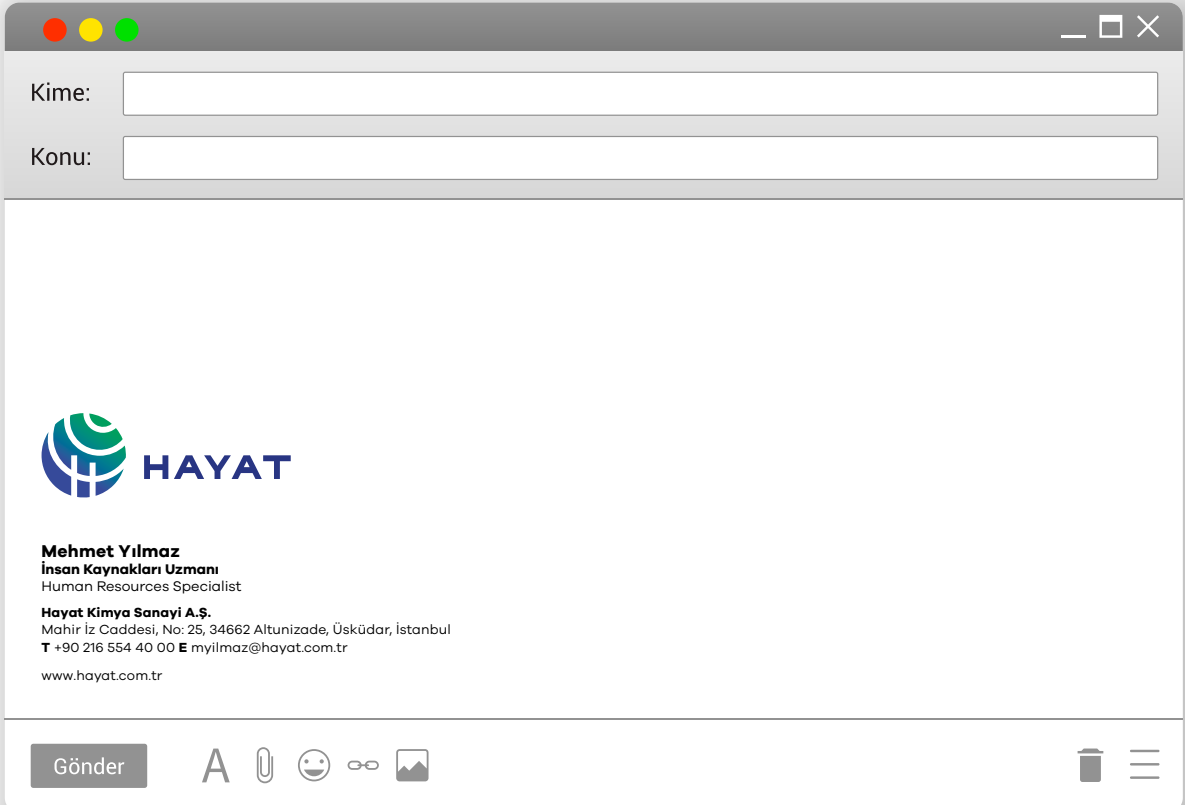 Kime:
Konu:
HAYAT
Mehmet Yılmaz
İnsan Kaynakları Uzmanı
Human Resources Specialist
Hayat Kimya Sanayi A.Ş.
Mahir İz Caddesi, No: 25, 34662 Altunizade, Üsküdar, İstanbul
T +90 216 554 40 00 E myilmaz@hayat.com.tr
www.hayat.com.tr
Gönder
A